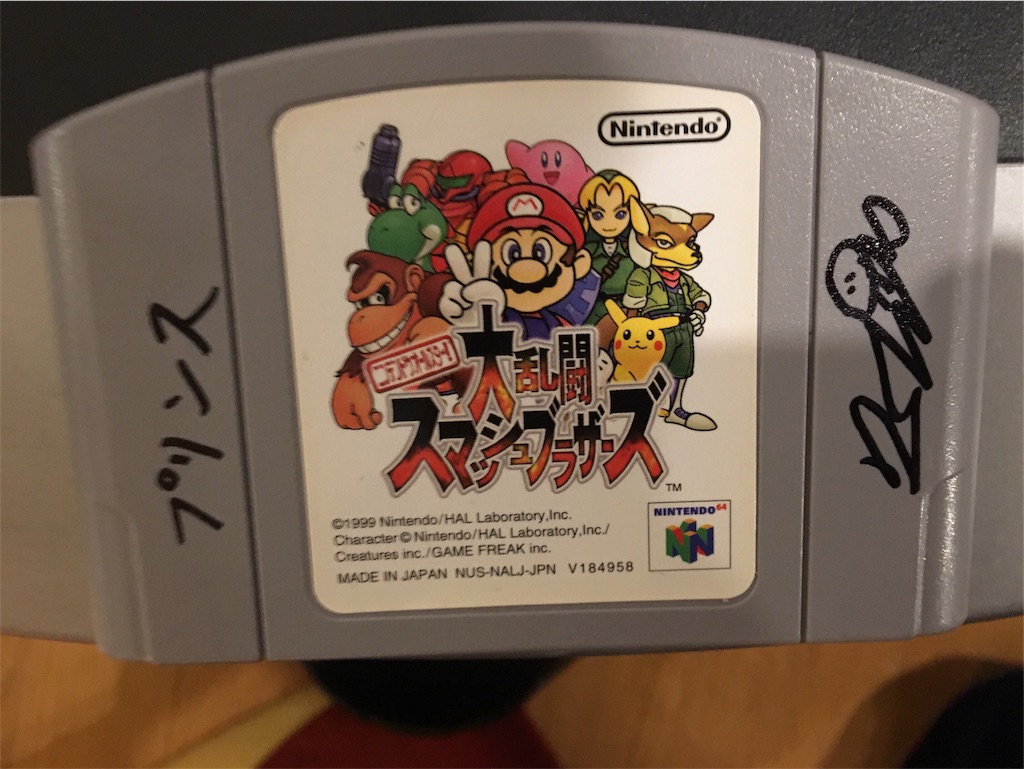 プリンス
Nintendo®
ニンテンドウオールスター!
大乱闘
スマッシュブラザーズ
TM
©1999 Nintendo/HAL Laboratory,Inc.
Character © Nintendo/HAL Laboratory,Inc./
Creatures inc./GAME FREAK inc.
MADE IN JAPAN NUS-NALJ-JPN V184958
NINTENDO64